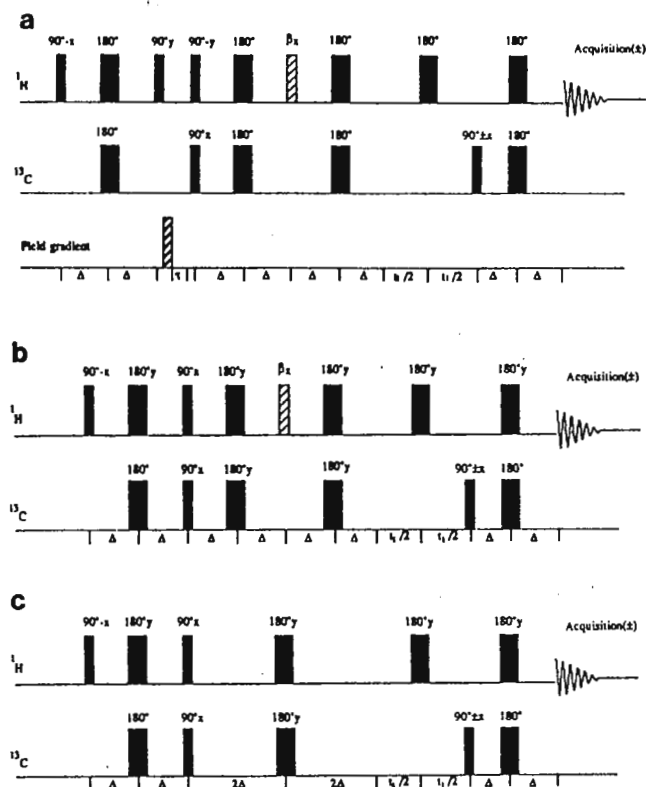 a
90°-x 180° 90°y 90°-y 180° βx 180° 180° 180° Acquisition(±)
¹H
180° 90°x 180° 180° 90°±x 180°
¹³C
Field gradient
Δ Δ τ Δ Δ Δ Δ t₁/2 t₁/2 Δ Δ
b
90°-x 180°y 90°x 180°y βx 180°y 180°y 180°y Acquisition(±)
¹H
180° 90°x 180°y 180°y 90°±x 180°
¹³C
Δ Δ Δ Δ Δ Δ t₁/2 t₁/2 Δ Δ
c
90°-x 180°y 90°x 180°y 180°y 180°y Acquisition(±)
¹H
180° 90°x 180°y 90°±x 180°
¹³C
Δ Δ 2Δ 2Δ t₁/2 t₁/2 Δ Δ